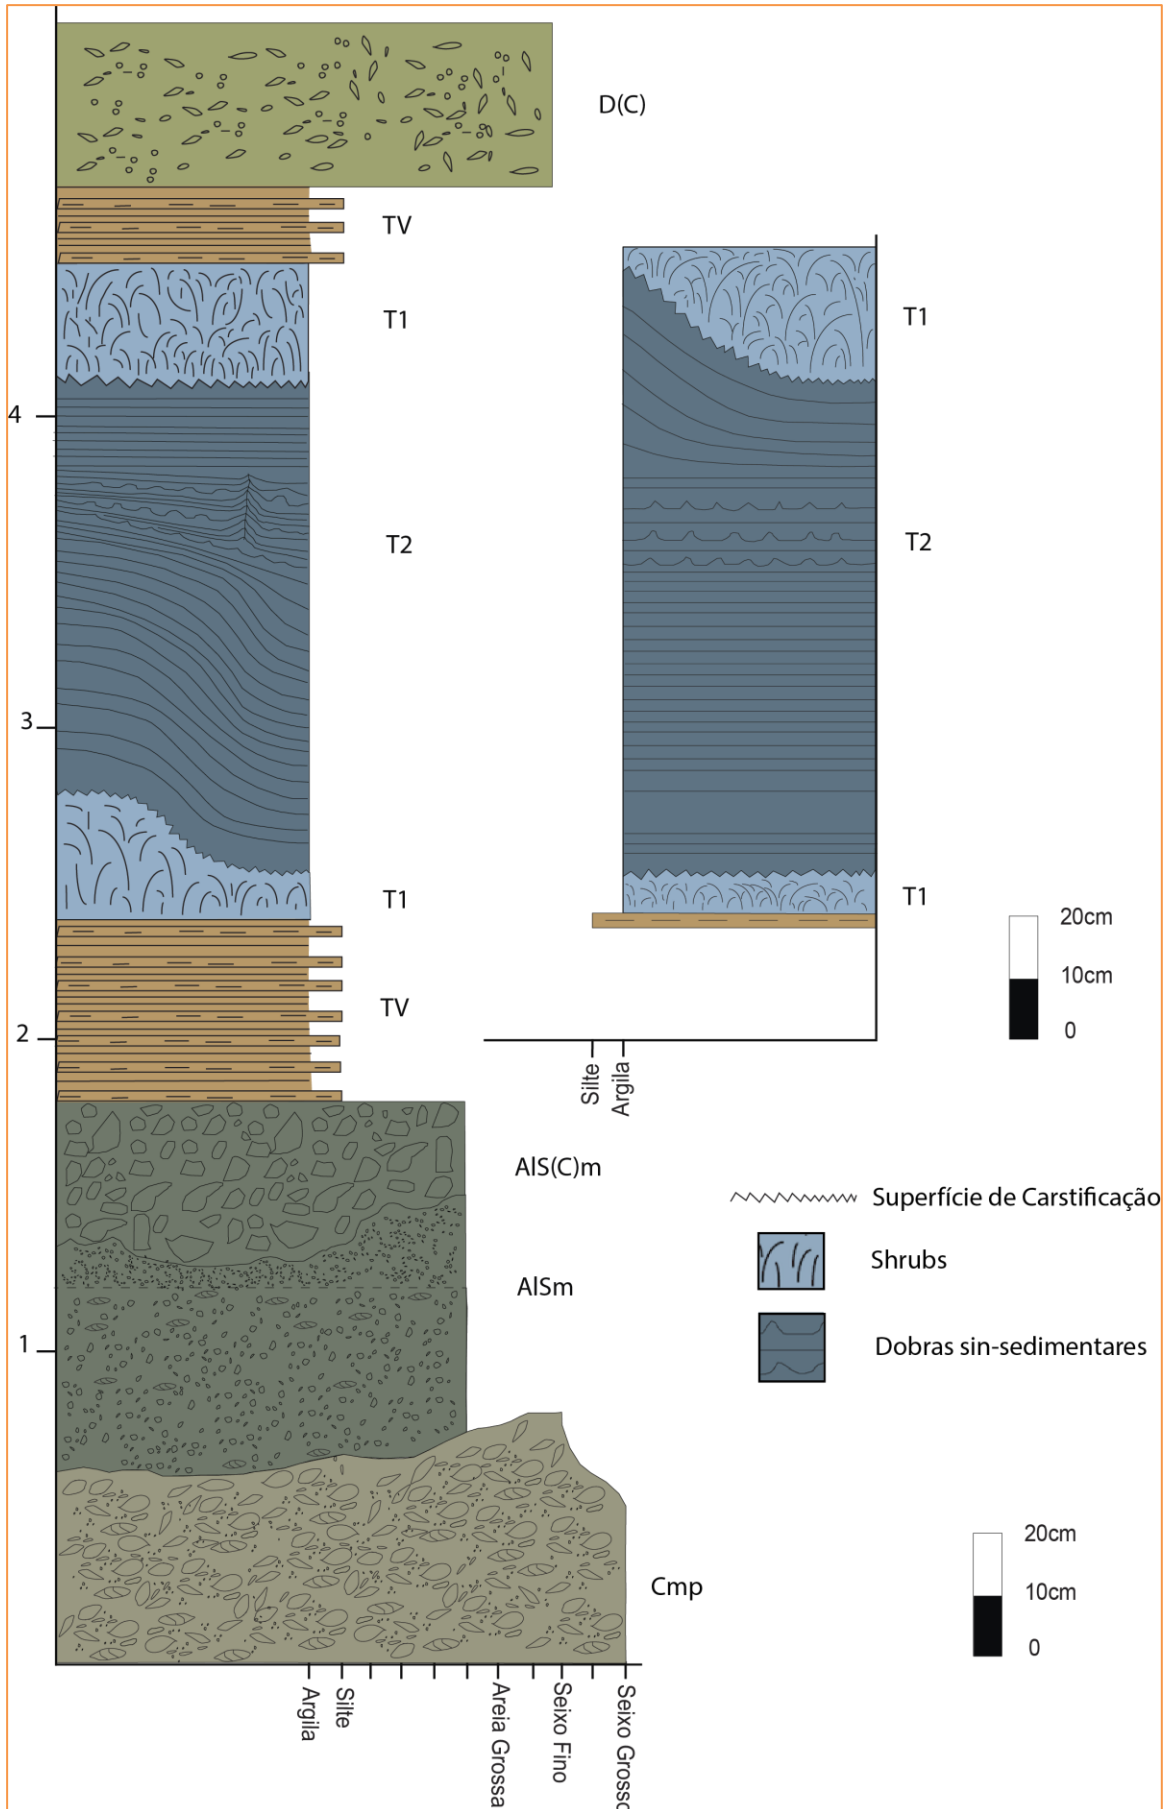 D(C)
TV
T1
4
T2
3
T1
TV
2
T1
T2
T1
20cm
10cm
0
Silte
Argila
AlS(C)m
AlSm
1
Superfície de Carstificação
Shrubs
Dobras sin-sedimentares
Cmp
20cm
10cm
0
Argila
Silte
Areia Grossa
Seixo Fino
Seixo Grosso